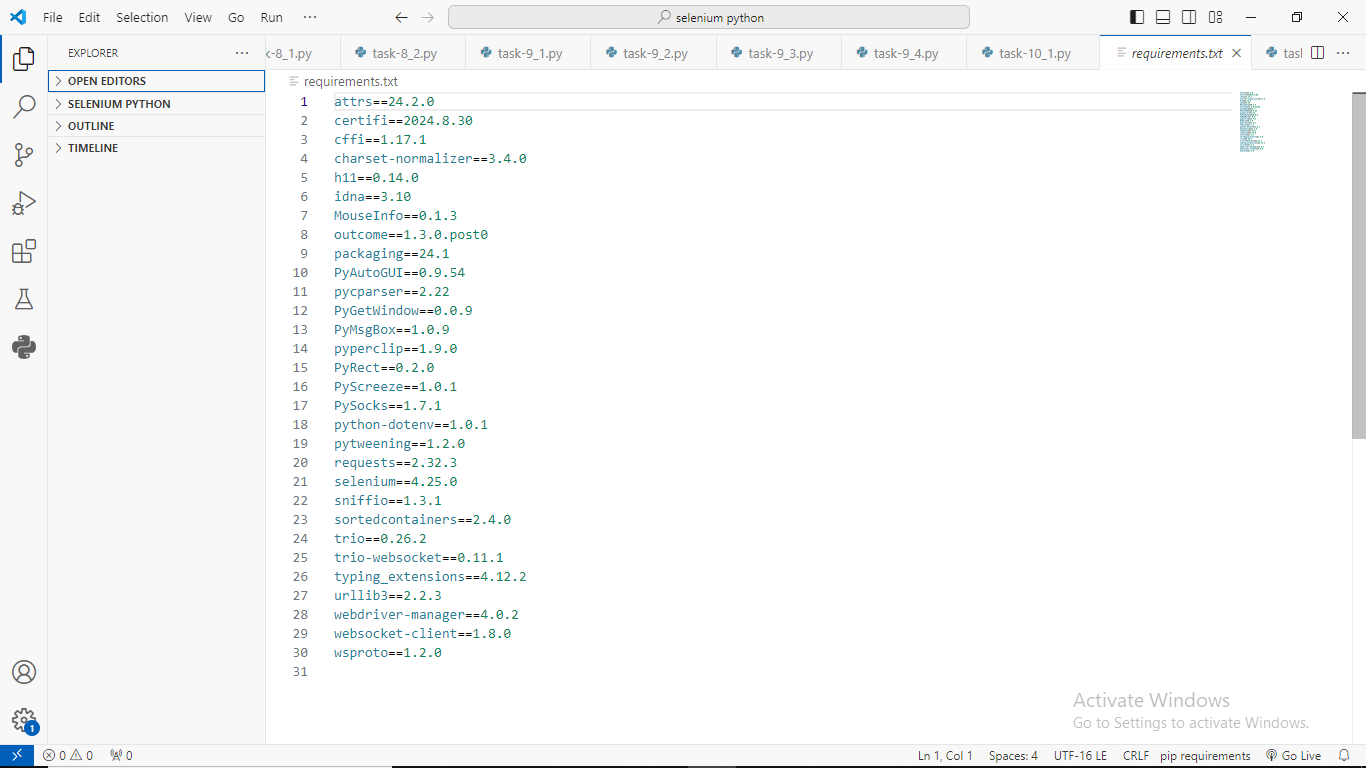 File Edit Selection View Go Run ··· selenium python
EXPLORER ··· k-8_1.py task-8_2.py task-9_1.py task-9_2.py task-9_3.py task-9_4.py task-10_1.py requirements.txt
OPEN EDITORS
SELENIUM PYTHON
OUTLINE
TIMELINE
requirements.txt
1 attrs==24.2.0
2 certifi==2024.8.30
3 cffi==1.17.1
4 charset-normalizer==3.4.0
5 h11==0.14.0
6 idna==3.10
7 MouseInfo==0.1.3
8 outcome==1.3.0.post0
9 packaging==24.1
10 PyAutoGUI==0.9.54
11 pycparser==2.22
12 PyGetWindow==0.0.9
13 PyMsgBox==1.0.9
14 pyperclip==1.9.0
15 PyRect==0.2.0
16 PyScreeze==1.0.1
17 PySocks==1.7.1
18 python-dotenv==1.0.1
19 pytweening==1.2.0
20 requests==2.32.3
21 selenium==4.25.0
22 sniffio==1.3.1
23 sortedcontainers==2.4.0
24 trio==0.26.2
25 trio-websocket==0.11.1
26 typing_extensions==4.12.2
27 urllib3==2.2.3
28 webdriver-manager==4.0.2
29 websocket-client==1.8.0
30 wsproto==1.2.0
31
Activate Windows
Go to Settings to activate Windows.
1
0 0 0 Ln 1, Col 1 Spaces: 4 UTF-16 LE CRLF pip requirements Go Live